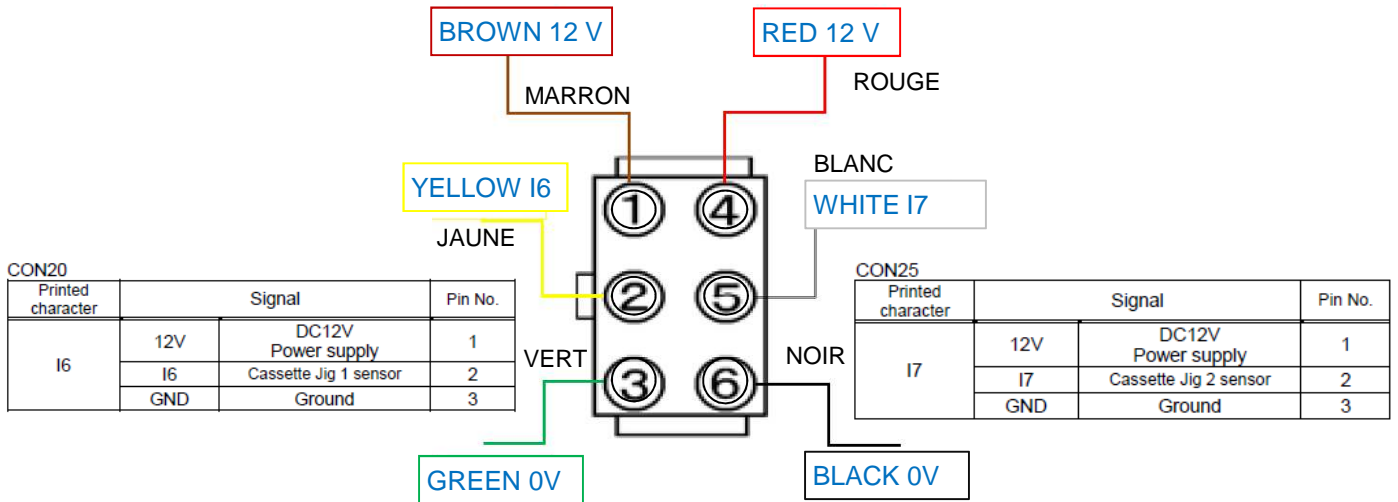 BROWN 12 V
RED 12 V
MARRON
ROUGE
BLANC
YELLOW I6
WHITE I7
JAUNE
1 4
2 5
3 6
VERT
NOIR
GREEN 0V
BLACK 0V
CON20
Printed character Signal Pin No.
I6 12V DC12V Power supply 1
I6 Cassette Jig 1 sensor 2
GND Ground 3
CON25
Printed character Signal Pin No.
I7 12V DC12V Power supply 1
I7 Cassette Jig 2 sensor 2
GND Ground 3